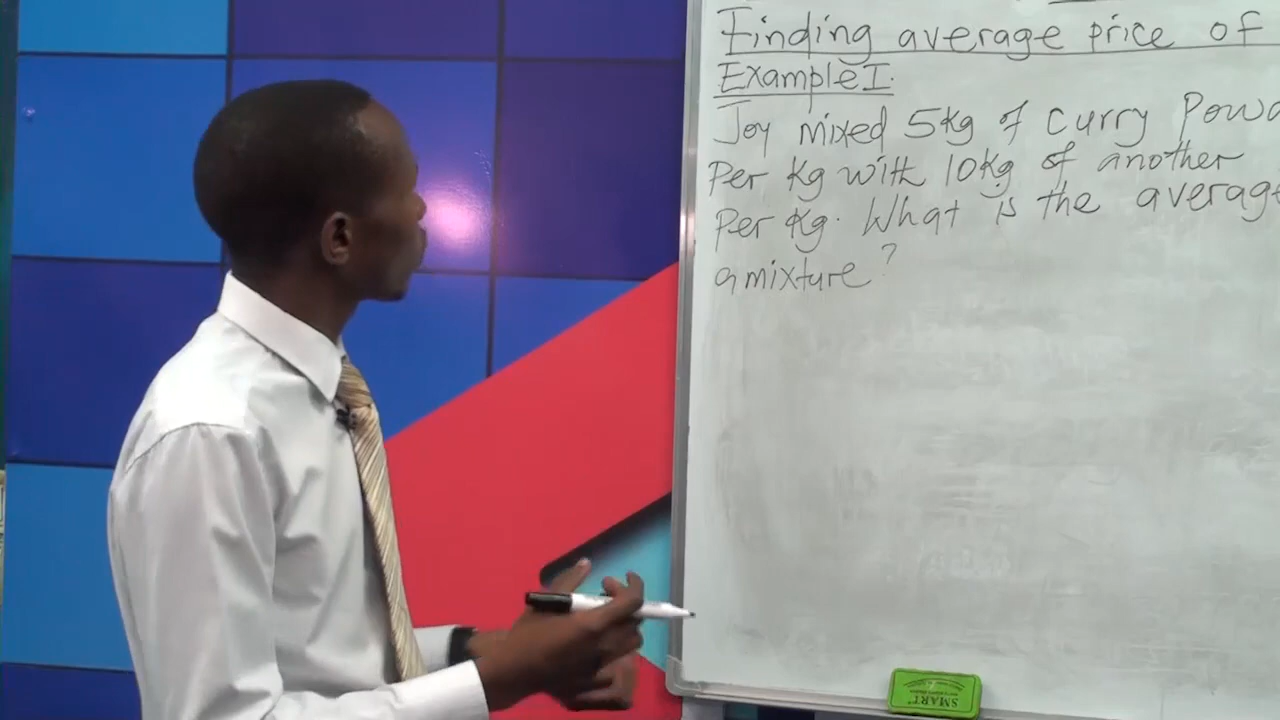 Finding average price of
Example I.
Joy mixed 5kg of curry Powd
Per Kg with 10kg of another
Per Kg. What is the average
a mixture?
SMART